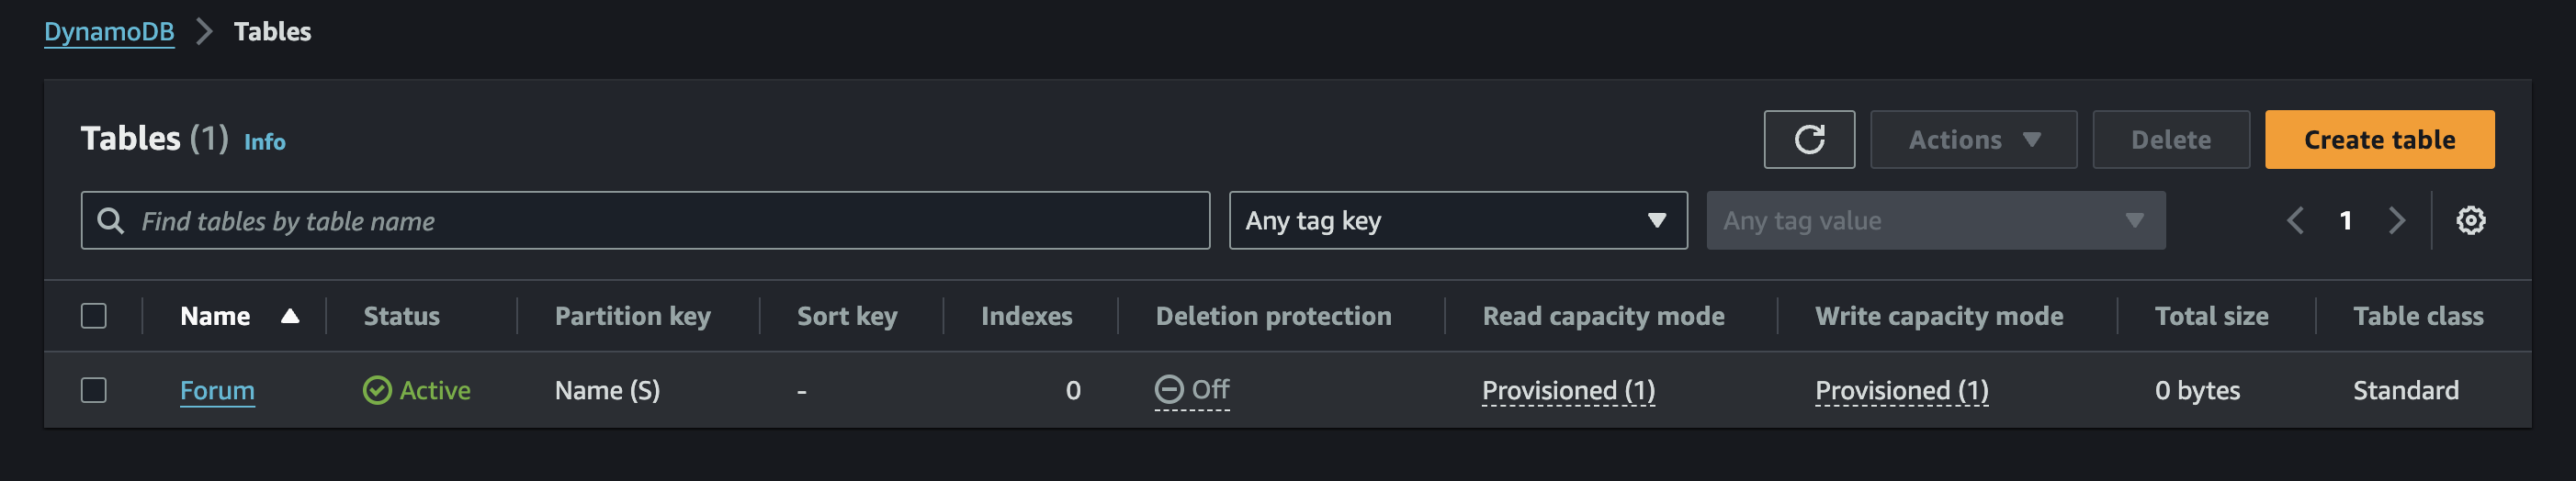 DynamoDB > Tables
Tables (1) Info
Actions Delete Create table
Find tables by table name Any tag key Any tag value 1
Name Status Partition key Sort key Indexes Deletion protection Read capacity mode Write capacity mode Total size Table class
Forum Active Name (S) - 0 Off Provisioned (1) Provisioned (1) 0 bytes Standard